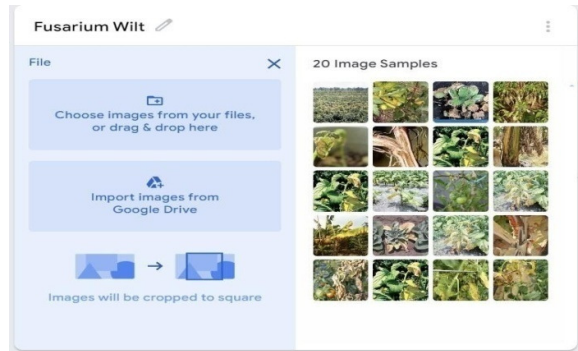 Fusarium Wilt
File
Choose images from your files,
or drag & drop here
Import images from
Google Drive
Images will be cropped to square
20 Image Samples